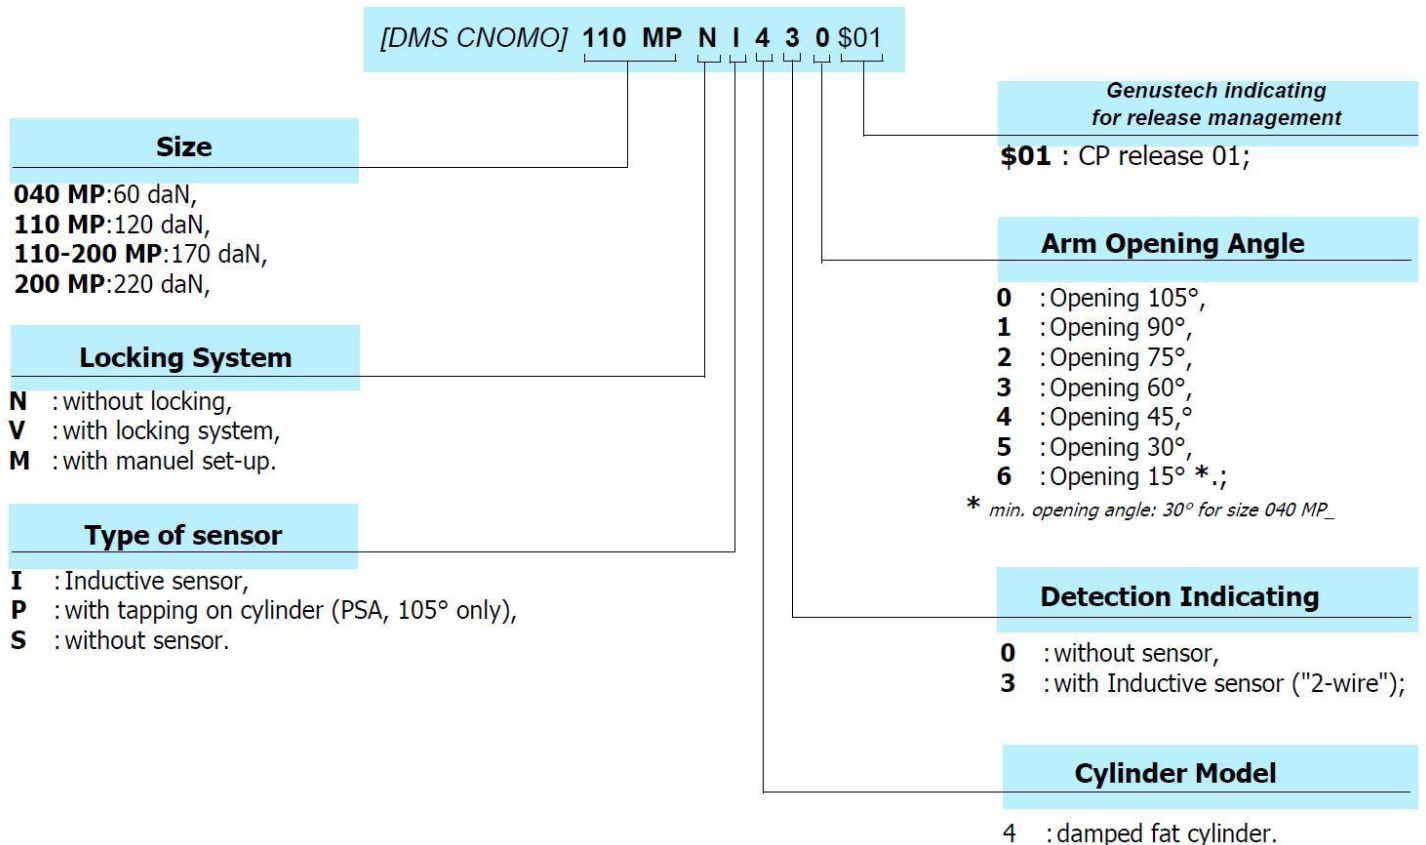 [DMS CNOMO] 110 MP N I 4 3 0 $01
Size
040 MP:60 daN,
110 MP:120 daN,
110-200 MP:170 daN,
200 MP:220 daN,
Locking System
N : without locking,
V : with locking system,
M : with manuel set-up.
Type of sensor
I : Inductive sensor,
P : with tapping on cylinder (PSA, 105° only),
S : without sensor.
Genustech indicating
for release management
$01 : CP release 01;
Arm Opening Angle
0 : Opening 105°,
1 : Opening 90°,
2 : Opening 75°,
3 : Opening 60°,
4 : Opening 45,°
5 : Opening 30°,
6 : Opening 15° *.;
* min. opening angle: 30° for size 040 MP_
Detection Indicating
0 : without sensor,
3 : with Inductive sensor ("2-wire");
Cylinder Model
4 : damped fat cylinder.